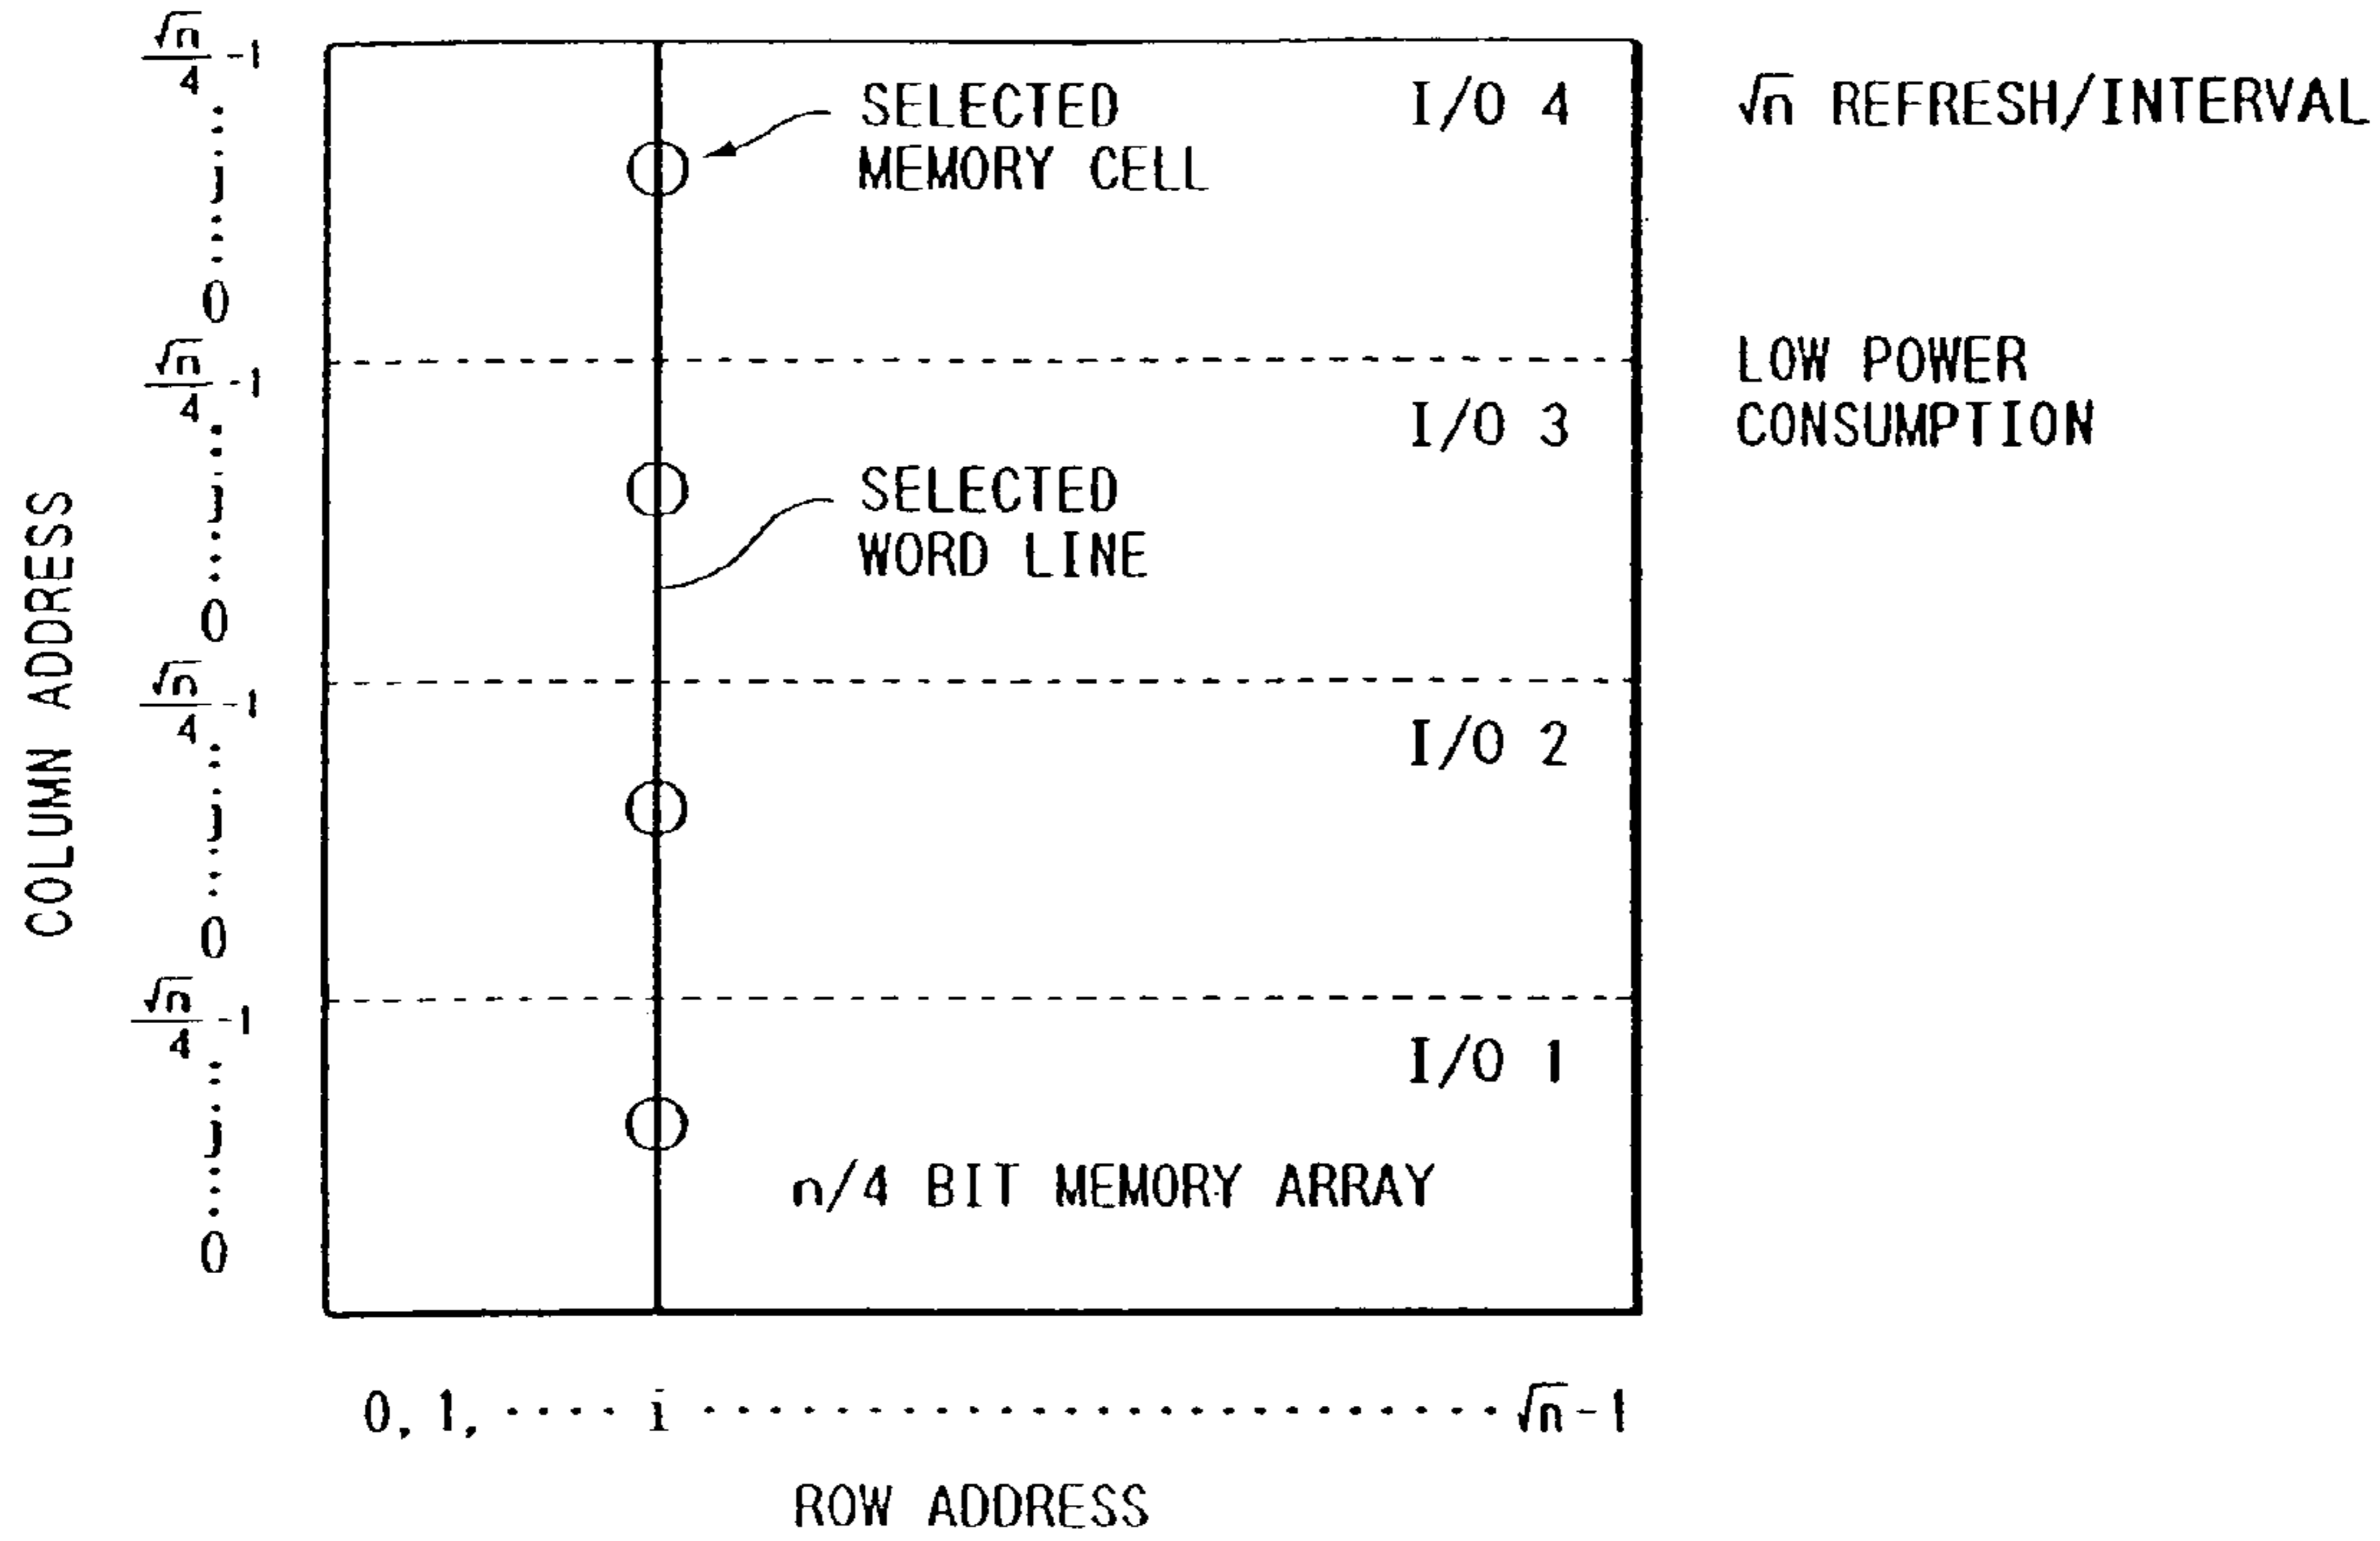 √n/4 -1
j
0
√n/4 -1
j
0
√n/4 -1
j
0
√n/4 -1
j
0
COLUMN ADDRESS
SELECTED
MEMORY CELL
I/O 4
I/O 3
SELECTED
WORD LINE
I/O 2
I/O 1
n/4 BIT MEMORY ARRAY
√n REFRESH/INTERVAL
LOW POWER
CONSUMPTION
0, 1, ···· i ························ √n-1
ROW ADDRESS